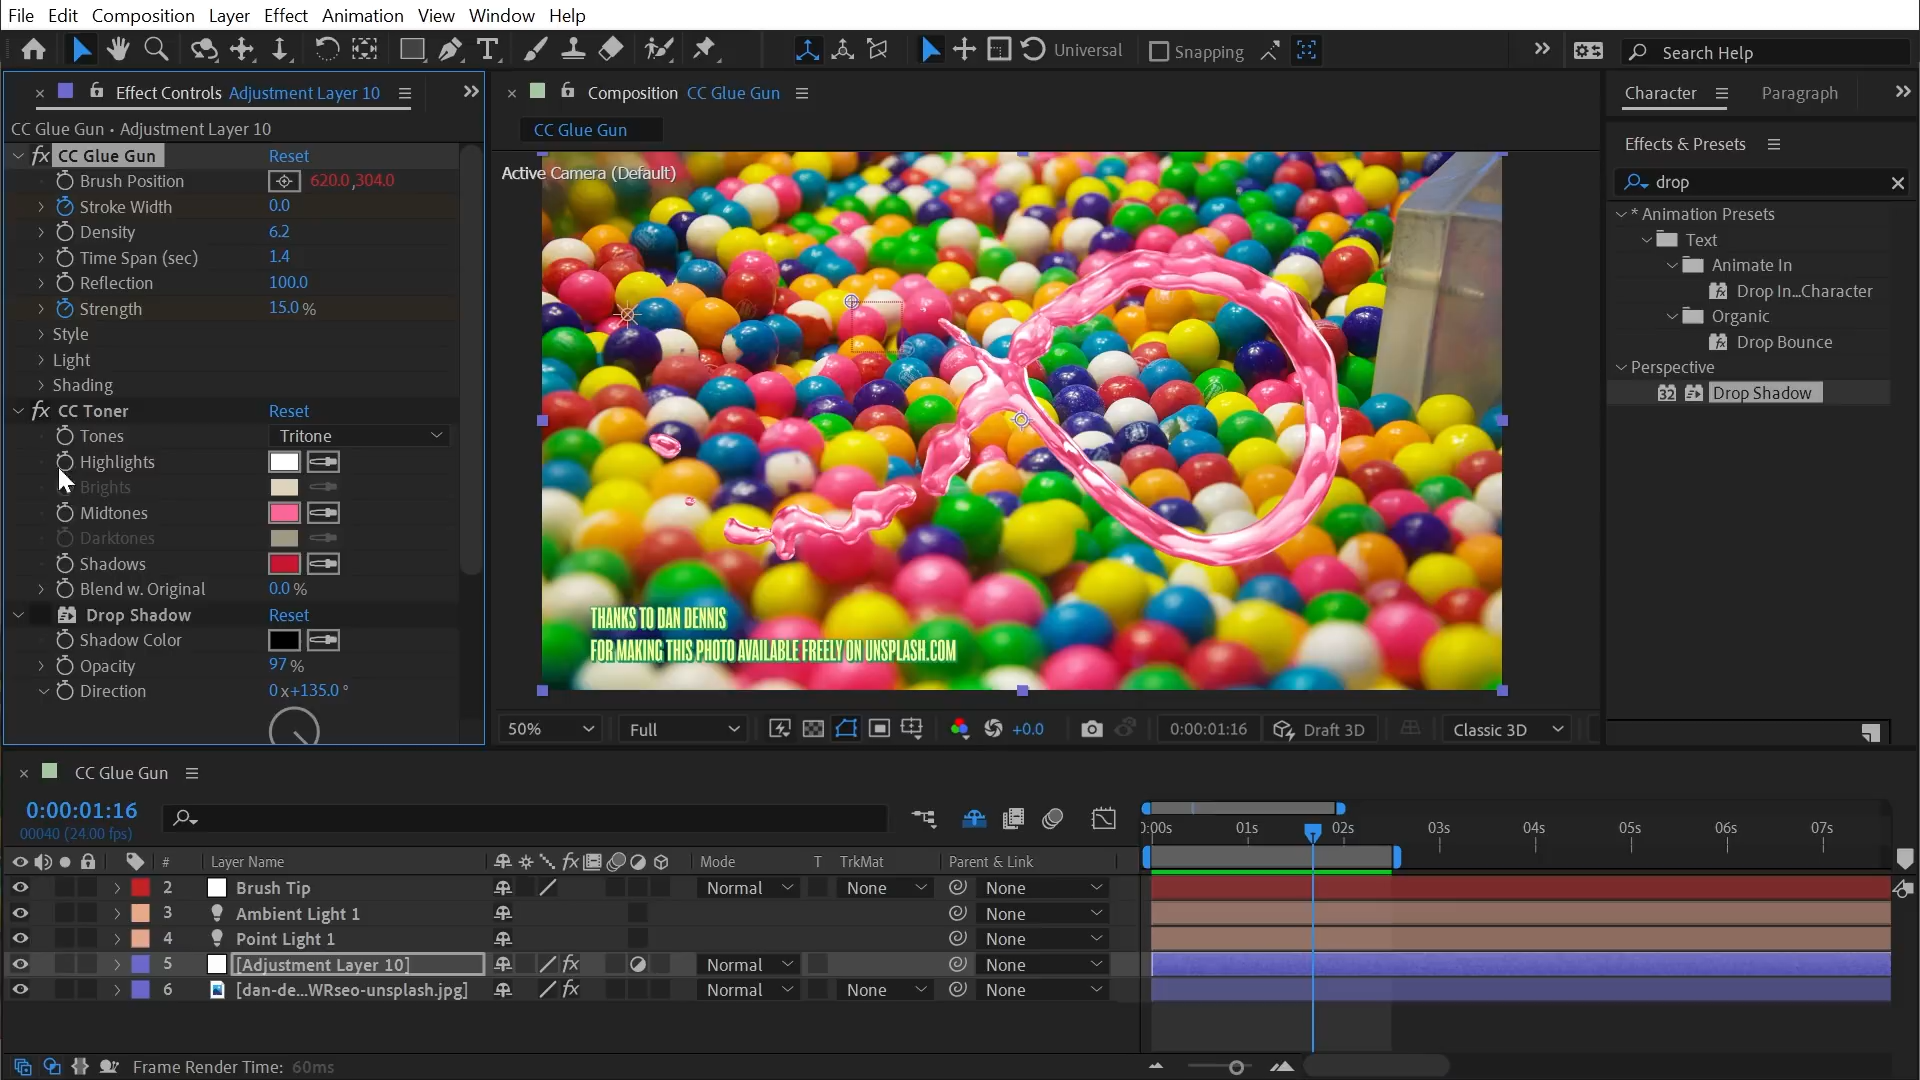 File Edit Composition Layer Effect Animation View Window Help
Universal Snapping Search Help
Effect Controls Adjustment Layer 10
CC Glue Gun • Adjustment Layer 10
fx CC Glue Gun Reset
Brush Position 620.0,304.0
Stroke Width 0.0
Density 6.2
Time Span (sec) 1.4
Reflection 100.0
Strength 15.0 %
Style
Light
Shading
fx CC Toner Reset
Tones Tritone
Highlights
Brights
Midtones
Darktones
Shadows
Blend w. Original 0.0 %
Drop Shadow Reset
Shadow Color
Opacity 97 %
Direction 0x+135.0°
Composition CC Glue Gun
CC Glue Gun
Active Camera (Default)
THANKS TO DAN DENNIS
FOR MAKING THIS PHOTO AVAILABLE FREELY ON UNSPLASH.COM
50% Full +0.0 0:00:01:16 Draft 3D Classic 3D
Character Paragraph
Effects & Presets
drop
* Animation Presets
Text
Animate In
Drop In...Character
Organic
Drop Bounce
Perspective
32 Drop Shadow
CC Glue Gun
0:00:01:16
00040 (24.00 fps)
0:00s 01s 02s 03s 04s 05s 06s 07s
# Layer Name fx Mode T TrkMat Parent & Link
2 Brush Tip Normal None None
3 Ambient Light 1 None
4 Point Light 1 None
5 [Adjustment Layer 10] fx Normal None
6 [dan-de...WRseo-unsplash.jpg] fx Normal None None
Frame Render Time: 60ms